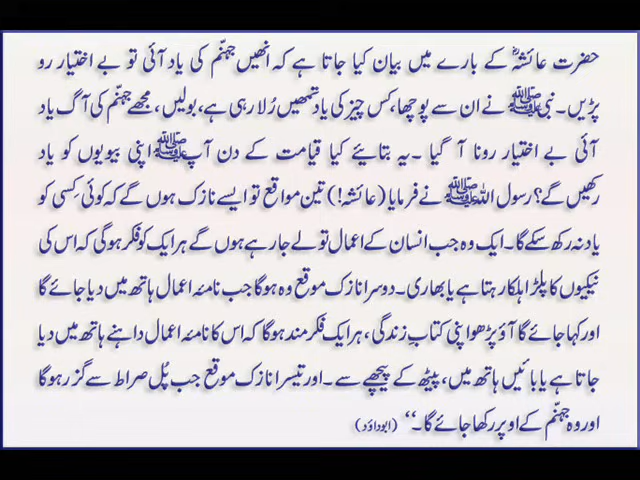 حضرت عائشہؓ کے بارے میں بیان کیا جاتا ہے کہ انھیں جہنّم کی یاد آئی تو بے اختیار رو
پڑیں۔ نبی ﷺ نے ان سے پوچھا، کس چیز کی یاد تمھیں رُلا رہی ہے، بولیں، مجھے جہنّم کی آگ یاد
آئی بے اختیار رونا آ گیا ۔ یہ بتائیے کیا قیامت کے دن آپ ﷺ اپنی بیویوں کو یاد
رکھیں گے؟ رسول اللہ ﷺ نے فرمایا (عائشہ!) تین مواقع تو ایسے نازک ہوں گے کہ کوئی کِسی کو
یاد نہ رکھ سکے گا۔ ایک وہ جب انسان کے اعمال تولے جا رہے ہوں گے ہر ایک کو فکر ہوگی کہ اس کی
نیکیوں کا پلڑا ہلکا رہتا ہے یا بھاری۔ دوسرا نازک موقع وہ ہوگا جب نامۂ اعمال ہاتھ میں دیا جائے گا
اور کہا جائے گا آؤ پڑھو اپنی کتابِ زندگی، ہر ایک فکر مند ہوگا کہ اس کا نامۂ اعمال داہنے ہاتھ میں دیا
جاتا ہے یا بائیں ہاتھ میں، پیٹھ کے پیچھے سے ۔ اور تیسرا نازک موقع جب پُل صراط سے گزر ہوگا
اور وہ جہنّم کے اوپر رکھا جائے گا۔‘‘ (ابوداؤد)